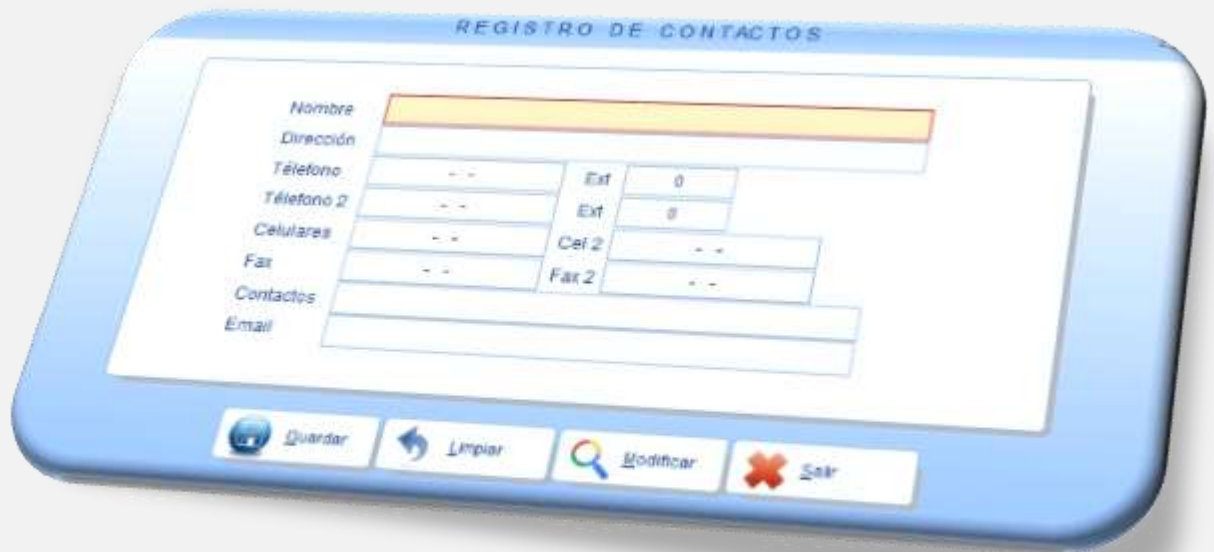 REGISTRO DE CONTACTOS
Nombre
Dirección
Télefono - - Ext 0
Télefono 2 - - Ext 0
Celulares - - Cel 2 - -
Fax - - Fax 2 - -
Contactos
Email
Guardar Limpiar Modificar Salir